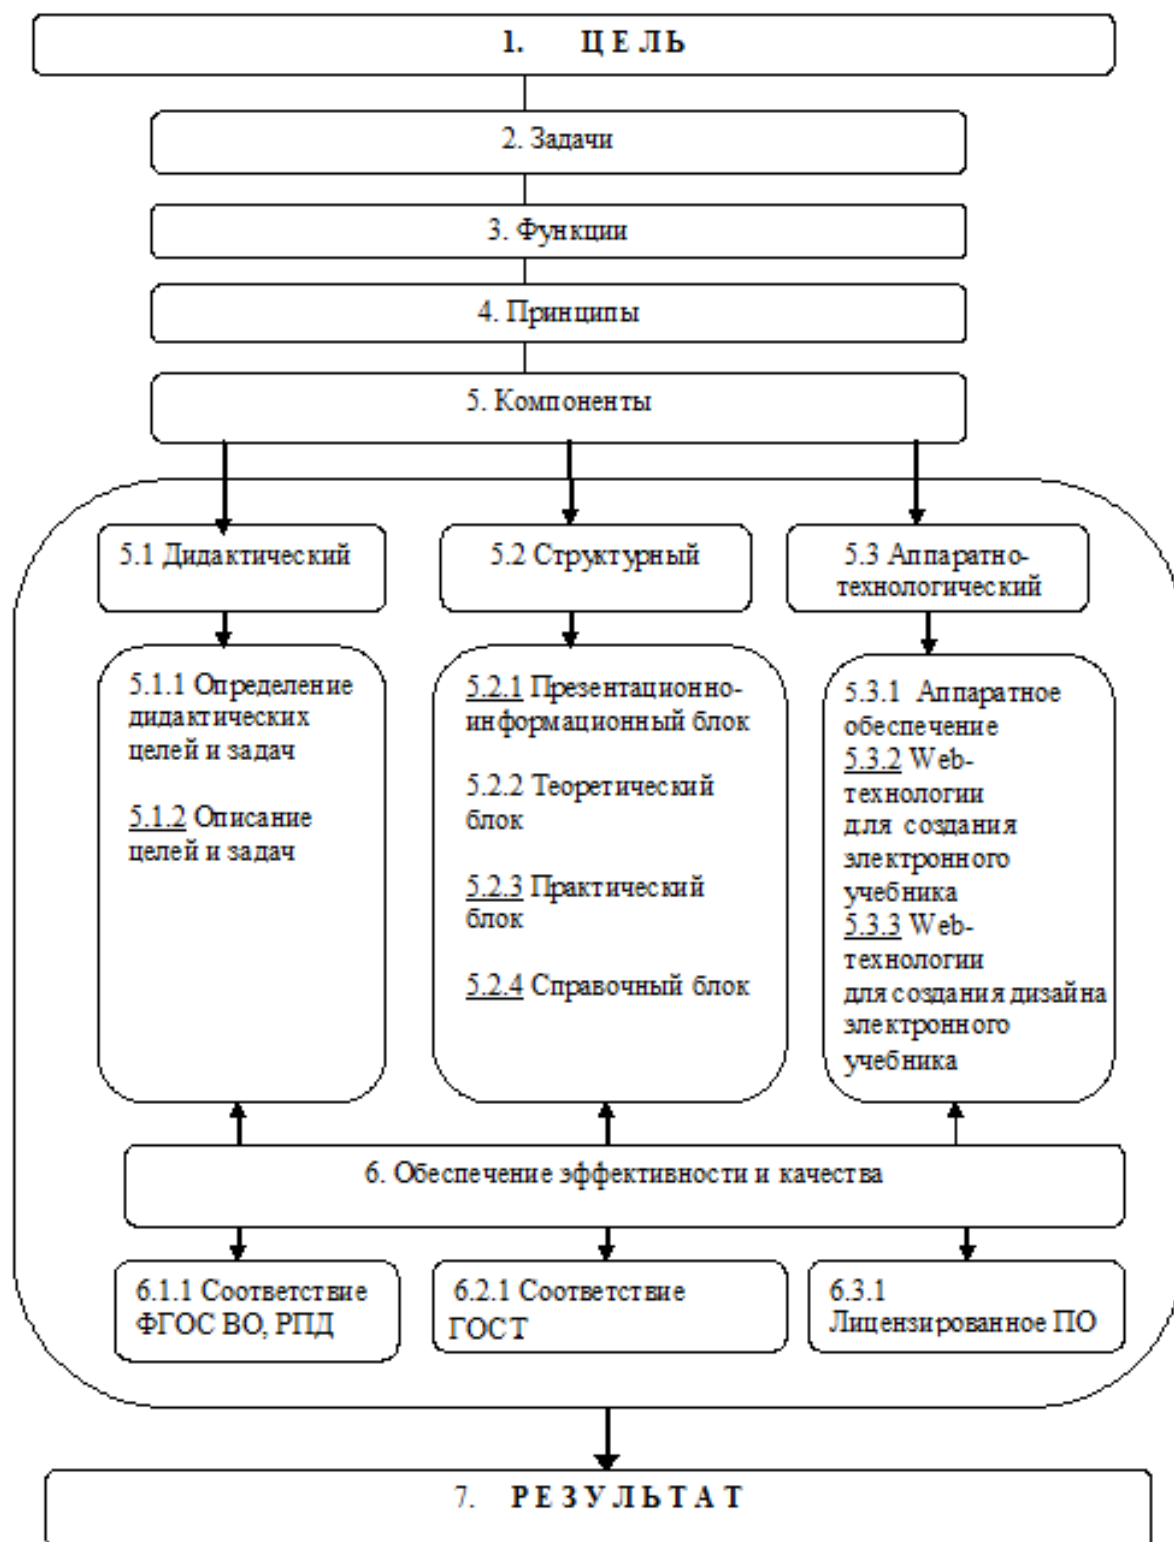 1. ЦЕЛЬ
2. Задачи
3. Функции
4. Принципы
5. Компоненты
5.1 Дидактический
5.2 Структурный
5.3 Аппаратно-
технологический
5.1.1 Определение
дидактических
целей и задач
5.1.2 Описание
целей и задач
5.2.1 Презентационно-
информационный блок
5.2.2 Теоретический
блок
5.2.3 Практический
блок
5.2.4 Справочный блок
5.3.1 Аппаратное
обеспечение
5.3.2 Web-
технологии
для создания
электронного
учебника
5.3.3 Web-
технологии
для создания дизайна
электронного
учебника
6. Обеспечение эффективности и качества
6.1.1 Соответствие
ФГОС ВО, РПД
6.2.1 Соответствие
ГОСТ
6.3.1
Лицензированное ПО
7. РЕЗУЛЬТАТ